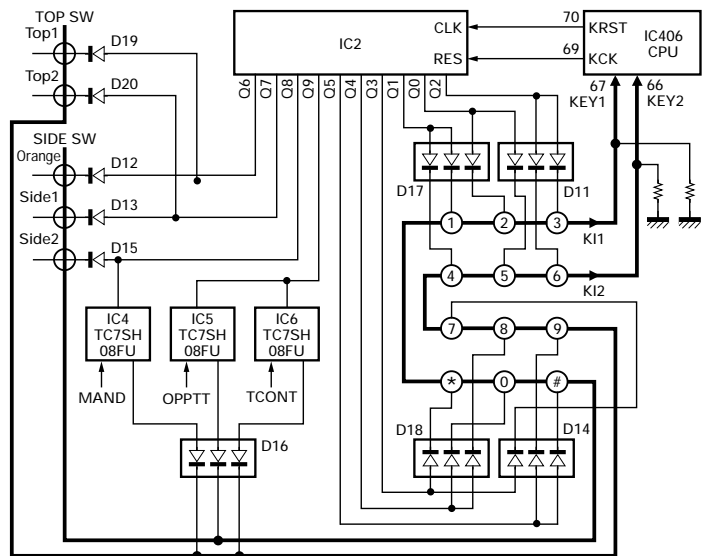 TOP SW
Top1
D19
Top2
D20
SIDE SW
Orange
D12
Side1
D13
Side2
D15
IC2
CLK
RES
70
KRST
69
KCK
IC406
CPU
67
KEY1
66
KEY2
Q6
Q7
Q8
Q9
Q5
Q4
Q3
Q1
Q0
Q2
D17
D11
1
2
3
KI1
4
5
6
KI2
7
8
9
*
0
#
IC4
TC7SH
08FU
IC5
TC7SH
08FU
IC6
TC7SH
08FU
MAND
OPPTT
TCONT
D16
D18
D14